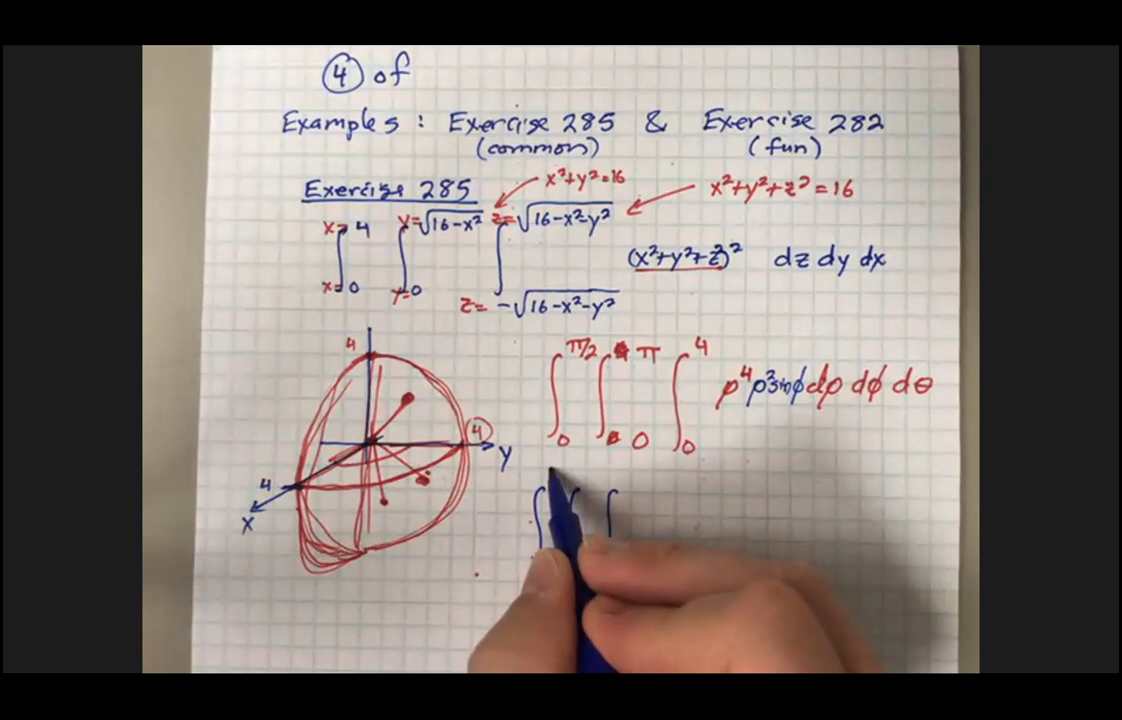 ④ of
Examples: Exercise 285 & Exercise 282
(common) (fun)
Exercise 285
x²+y²=16
x²+y²+z²=16
x=4 y=√16-x² z=√16-x²-y²
∫ ∫ ∫ (x²+y²+z²)² dz dy dx
x=0 y=0 z= -√16-x²-y²
4
π/2 π 4
∫ ∫ ∫ ρ⁴ρ²sinϕdρ dϕ dθ
0 0 0
4
Y
4
X
∫ ∫ ∫